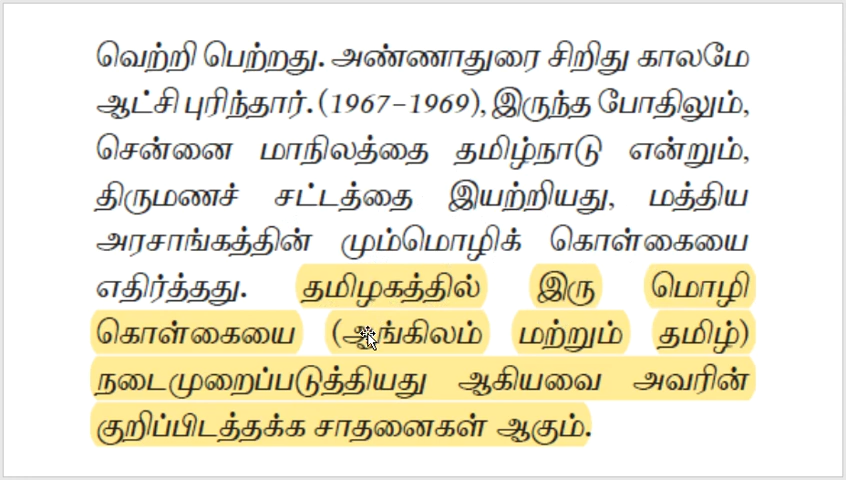 வெற்றி பெற்றது. அண்ணாதுரை சிறிது காலமே
ஆட்சி புரிந்தார். (1967–1969), இருந்த போதிலும்,
சென்னை மாநிலத்தை தமிழ்நாடு என்றும்,
திருமணச் சட்டத்தை இயற்றியது, மத்திய
அரசாங்கத்தின் மும்மொழிக் கொள்கையை
எதிர்த்தது. தமிழகத்தில் இரு மொழி
கொள்கையை (ஆங்கிலம் மற்றும் தமிழ்)
நடைமுறைப்படுத்தியது ஆகியவை அவரின்
குறிப்பிடத்தக்க சாதனைகள் ஆகும்.